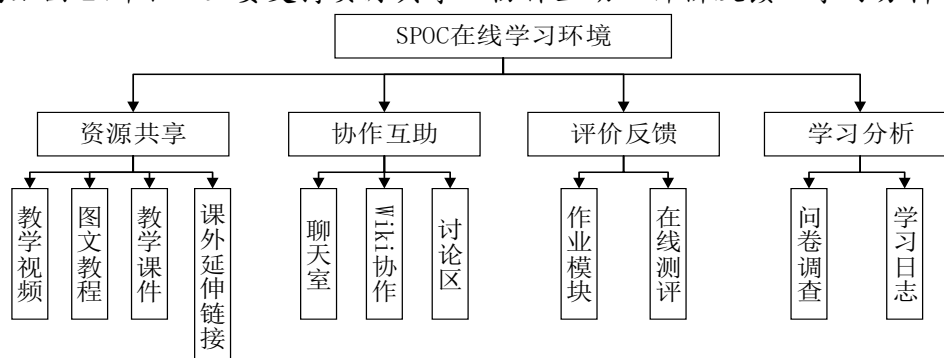 SPOC在线学习环境
资源共享
协作互助
评价反馈
学习分析
教学视频
图文教程
教学课件
课外延伸链接
聊天室
Wiki协作
讨论区
作业模块
在线测评
问卷调查
学习日志